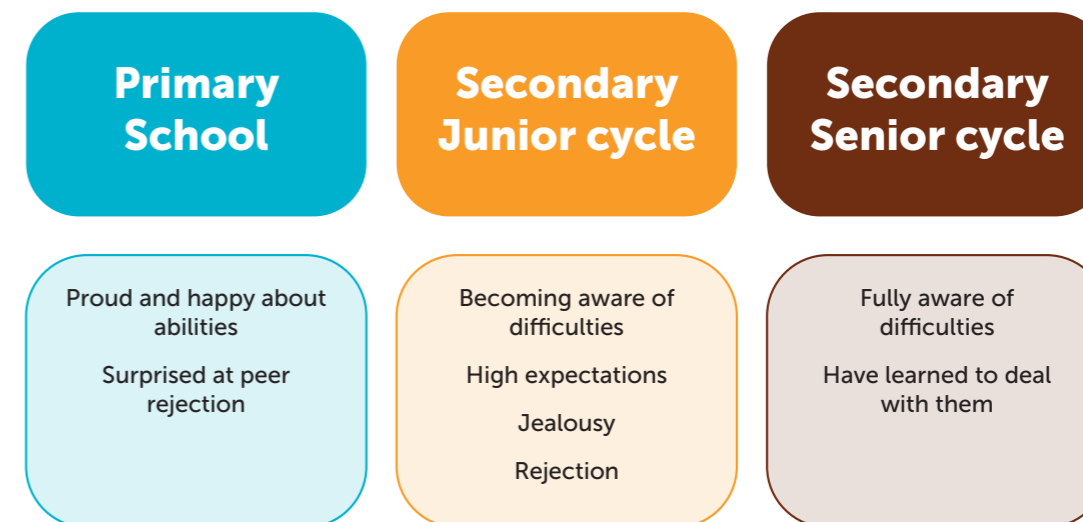 Primary
School
Proud and happy about
abilities
Surprised at peer
rejection
Secondary
Junior cycle
Becoming aware of
difficulties
High expectations
Jealousy
Rejection
Secondary
Senior cycle
Fully aware of
difficulties
Have learned to deal
with them